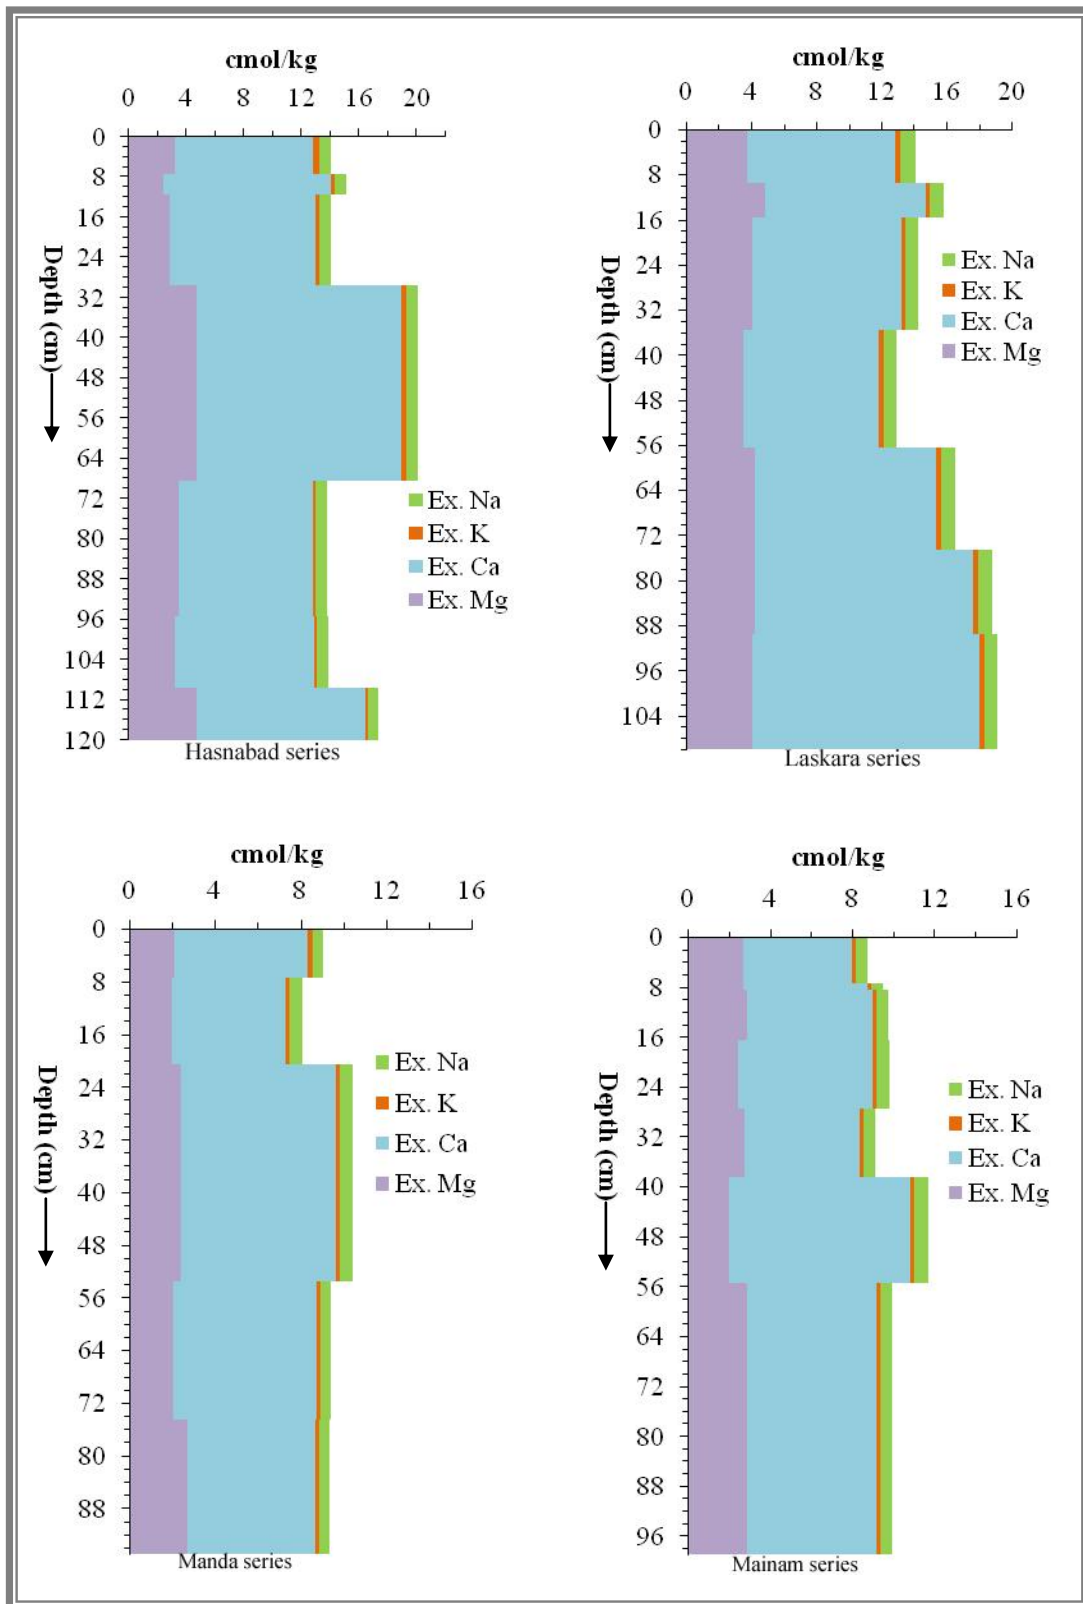 cmol/kg
0 4 8 12 16 20
0
8
16
24
32
40
48
56
64
72
80
88
96
104
112
120
Depth (cm)
Ex. Na
Ex. K
Ex. Ca
Ex. Mg
Hasnabad series
cmol/kg
0 4 8 12 16 20
0
8
16
24
32
40
48
56
64
72
80
88
96
104
Depth (cm)
Ex. Na
Ex. K
Ex. Ca
Ex. Mg
Laskara series
cmol/kg
0 4 8 12 16
0
8
16
24
32
40
48
56
64
72
80
88
Depth (cm)
Ex. Na
Ex. K
Ex. Ca
Ex. Mg
Manda series
cmol/kg
0 4 8 12 16
0
8
16
24
32
40
48
56
64
72
80
88
96
Depth (cm)
Ex. Na
Ex. K
Ex. Ca
Ex. Mg
Mainam series